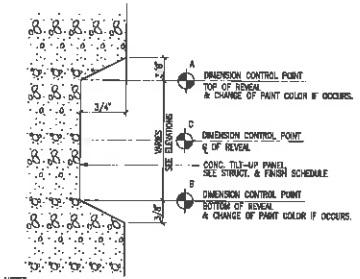 A
3/8"
DIMENSION CONTROL POINT
TOP OF REVEAL
& CHANGE OF PAINT COLOR IF OCCURS.
3/4"
C
VARIES
SEE ELEVATIONS
DIMENSION CONTROL POINT
℄ OF REVEAL
CONC. TILT-UP PANEL
SEE STRUCT. & FINISH SCHEDULE
B
DIMENSION CONTROL POINT
BOTTOM OF REVEAL
& CHANGE OF PAINT COLOR IF OCCURS.
3/8"